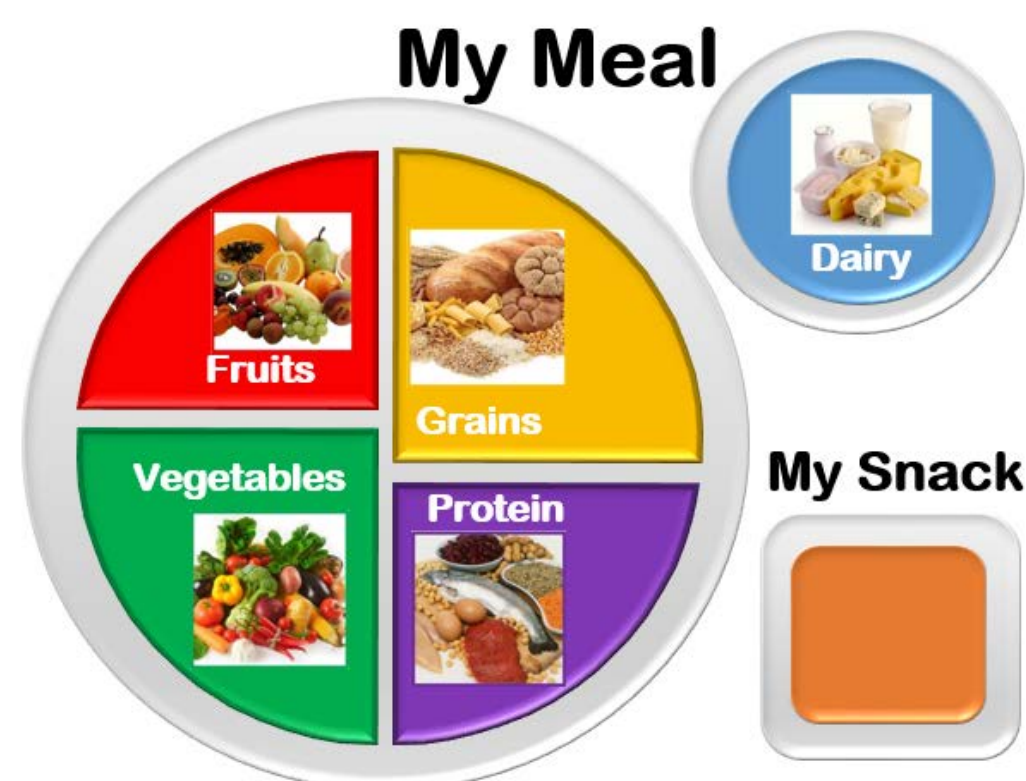 My Meal
Dairy
Fruits
Grains
Vegetables
Protein
My Snack